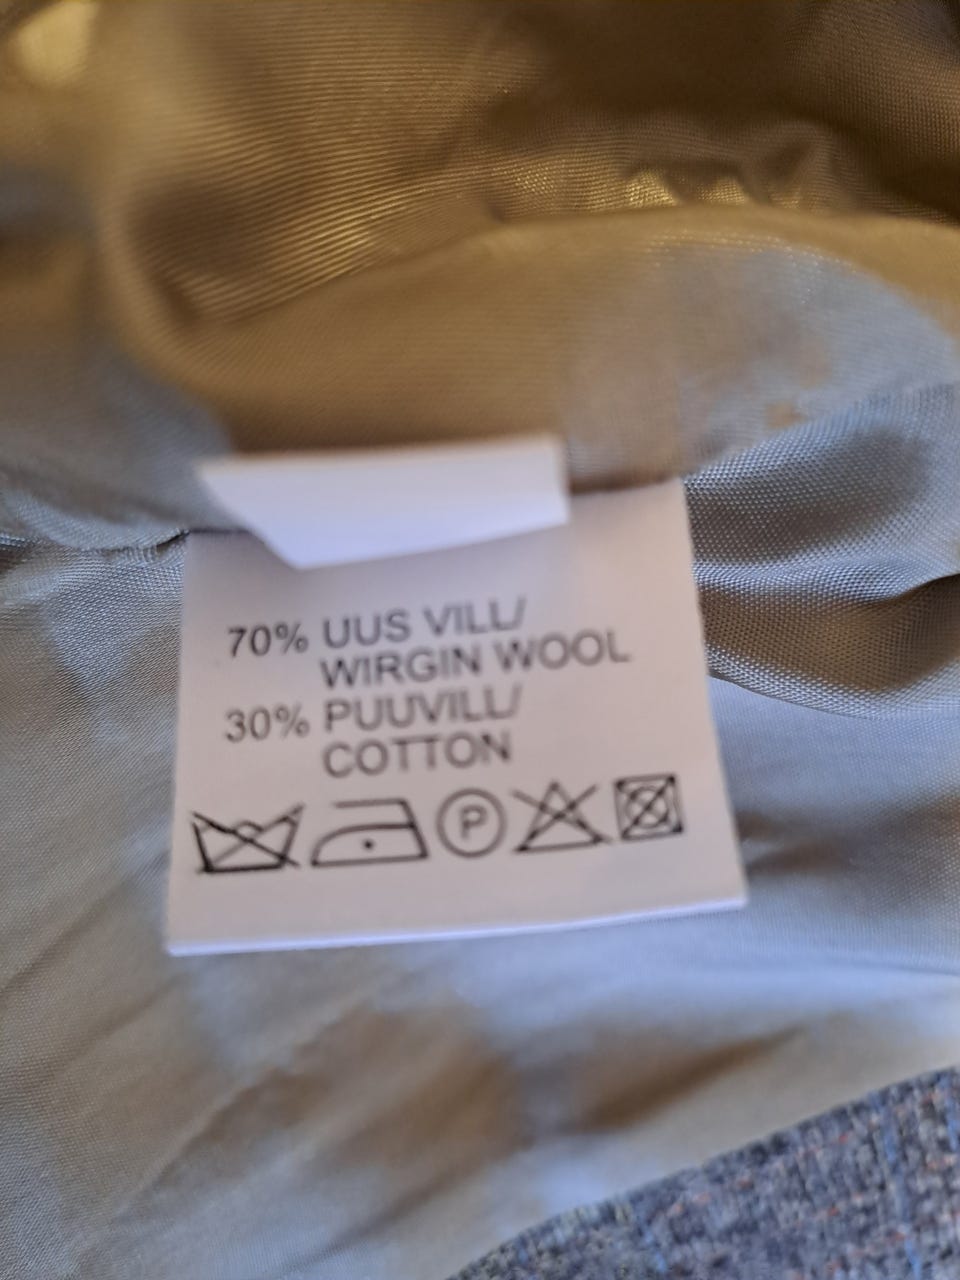 70% UUS VILL/
WIRGIN WOOL
30% PUUVILL/
COTTON
P